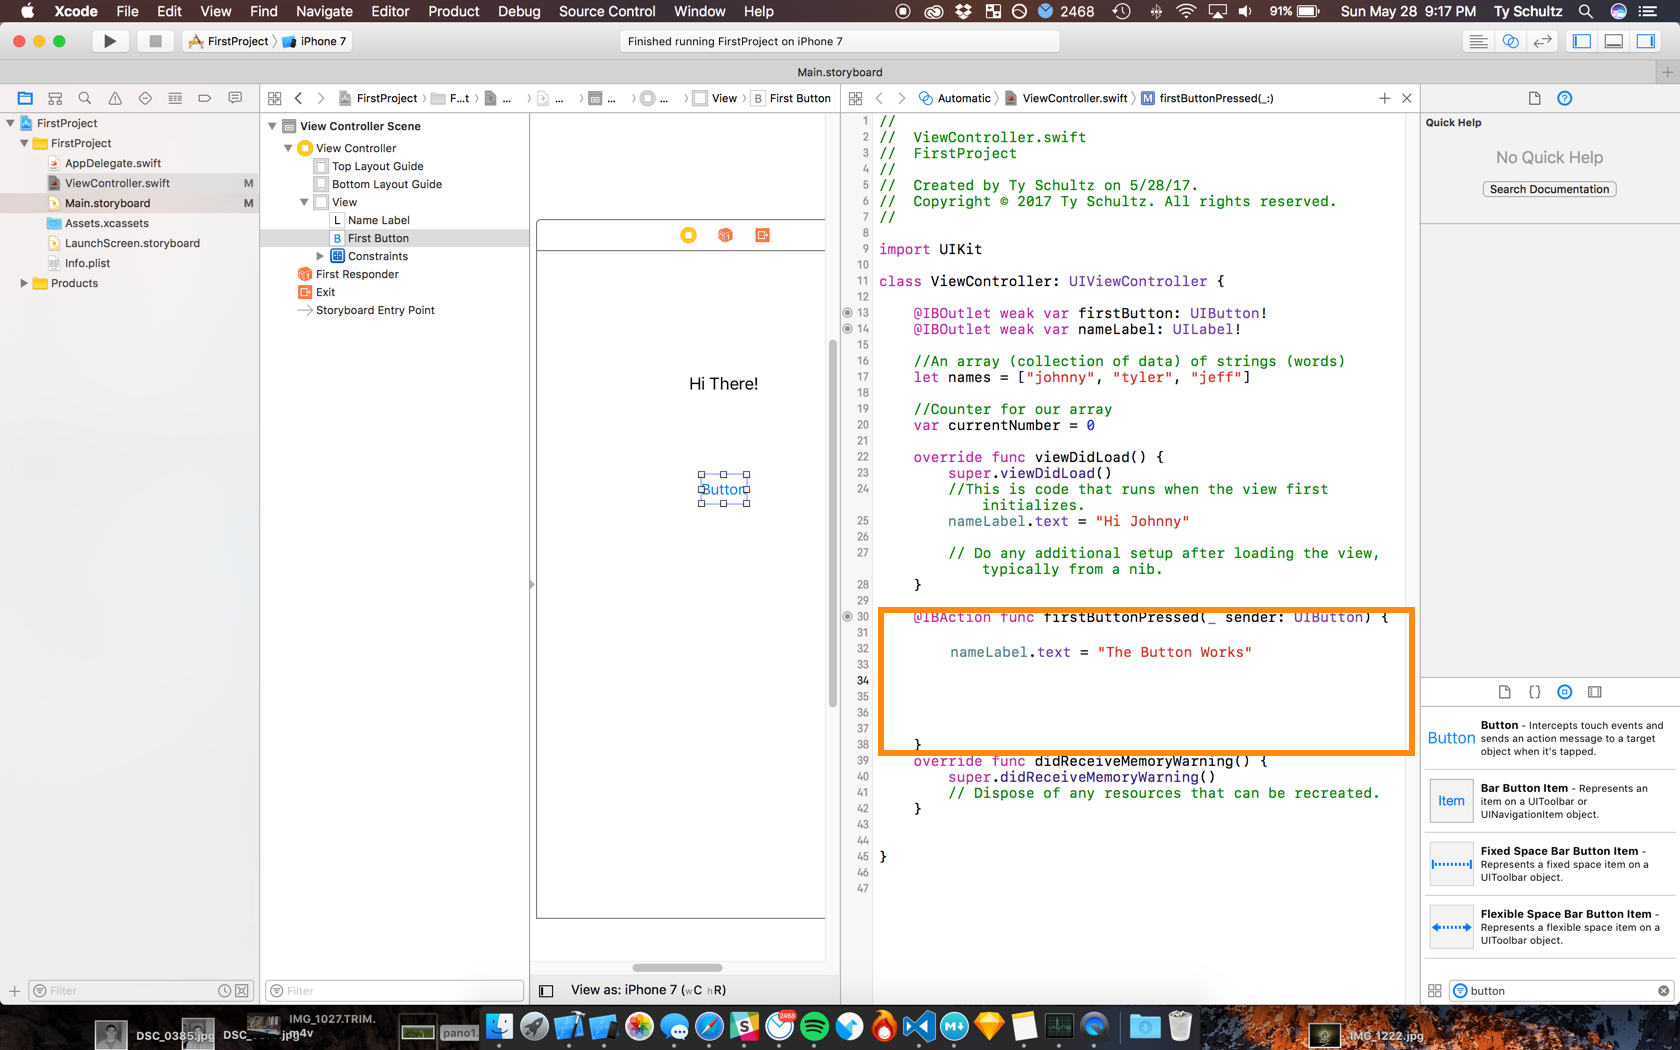 Xcode File Edit View Find Navigate Editor Product Debug Source Control Window Help 2468 91% Sun May 28 9:17 PM Ty Schultz
FirstProject iPhone 7
Finished running FirstProject on iPhone 7
Main.storyboard
FirstProject
FirstProject
AppDelegate.swift
ViewController.swift M
Main.storyboard M
Assets.xcassets
LaunchScreen.storyboard
Info.plist
Products
Filter
FirstProject F...t ... ... ... ... View B First Button
View Controller Scene
View Controller
Top Layout Guide
Bottom Layout Guide
View
L Name Label
B First Button
Constraints
First Responder
Exit
Storyboard Entry Point
Filter
Hi There!
Button
View as: iPhone 7 (wC hR)
Automatic ViewController.swift M firstButtonPressed(_:)
1 //
2 //  ViewController.swift
3 //  FirstProject
4 //
5 //  Created by Ty Schultz on 5/28/17.
6 //  Copyright © 2017 Ty Schultz. All rights reserved.
7 //
8
9 import UIKit
10
11 class ViewController: UIViewController {
12
13 @IBOutlet weak var firstButton: UIButton!
14 @IBOutlet weak var nameLabel: UILabel!
15
16 //An array (collection of data) of strings (words)
17 let names = ["johnny", "tyler", "jeff"]
18
19 //Counter for our array
20 var currentNumber = 0
21
22 override func viewDidLoad() {
23 super.viewDidLoad()
24 //This is code that runs when the view first
initializes.
25 nameLabel.text = "Hi Johnny"
26
27 // Do any additional setup after loading the view,
typically from a nib.
28 }
29
30 @IBAction func firstButtonPressed(_ sender: UIButton) {
31
32 nameLabel.text = "The Button Works"
33
34
35
36
37
38 }
39 override func didReceiveMemoryWarning() {
40 super.didReceiveMemoryWarning()
41 // Dispose of any resources that can be recreated.
42 }
43
44
45 }
46
47
Quick Help
No Quick Help
Search Documentation
{}
Button
Button - Intercepts touch events and
sends an action message to a target
object when it's tapped.
Item
Bar Button Item - Represents an
item on a UIToolbar or
UINavigationItem object.
Fixed Space Bar Button Item -
Represents a fixed space item on a
UIToolbar object.
Flexible Space Bar Button Item -
Represents a flexible space item on a
UIToolbar object.
button
DSC_0385.jpg
IMG_1027.TRIM.
m4v
pano1.
2468
IMG_1222.jpg